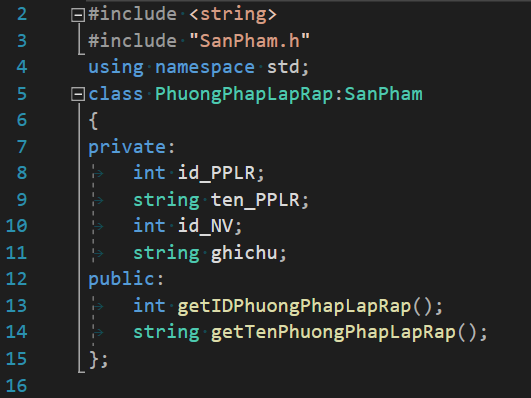 2 #include <string>
3 #include "SanPham.h"
4 using namespace std;
5 class PhuongPhapLapRap:SanPham
6 {
7 private:
8 int id_PPLR;
9 string ten_PPLR;
10 int id_NV;
11 string ghichu;
12 public:
13 int getIDPhuongPhapLapRap();
14 string getTenPhuongPhapLapRap();
15 };
16